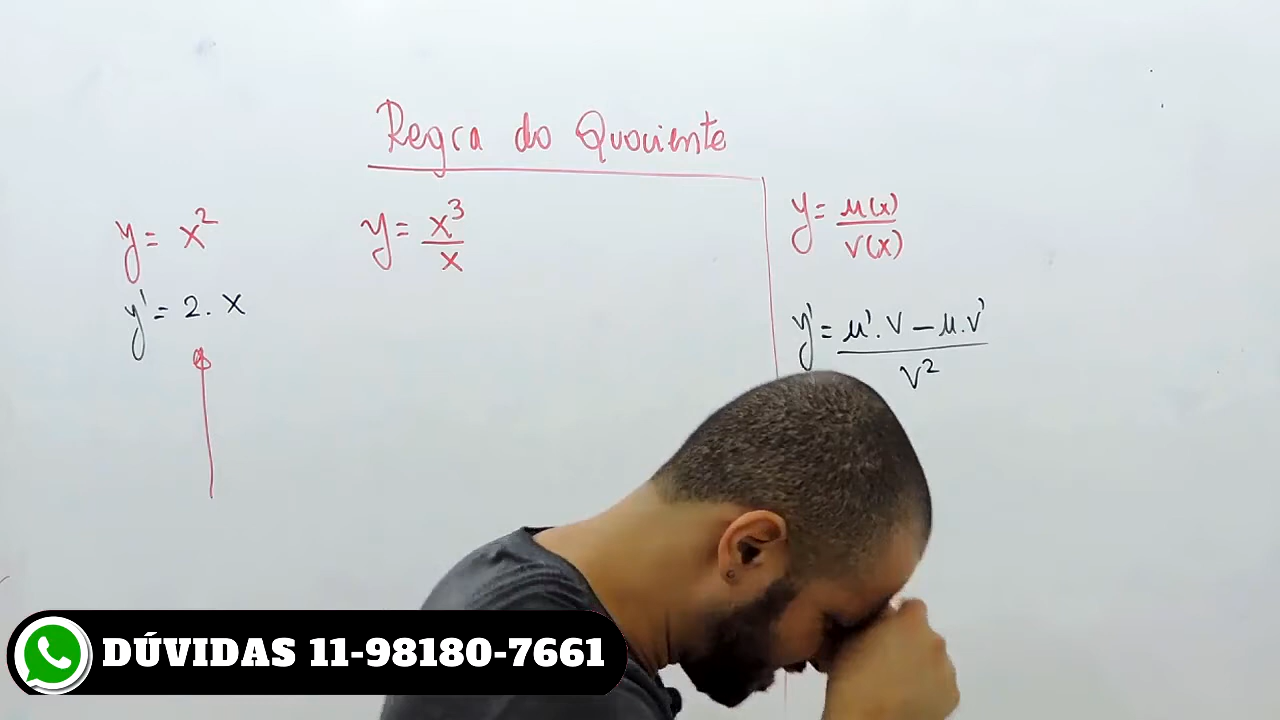 Regra do Quociente
y = x²
y' = 2. x
y = x³/x
y = u(x)/v(x)
y' = u'. v - u. v'/v²
DÚVIDAS 11-98180-7661